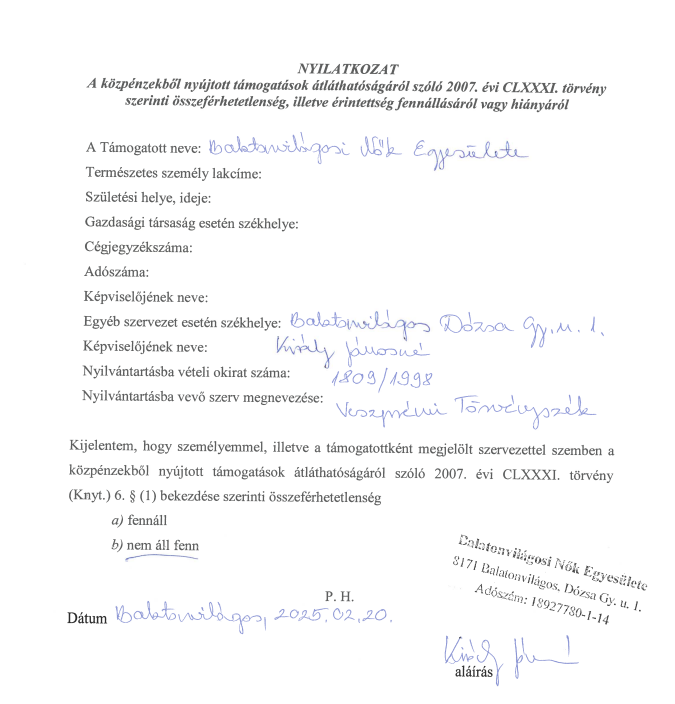 NYILATKOZAT
A közpénzekből nyújtott támogatások átláthatóságáról szóló 2007. évi CLXXXI. törvény
szerinti összeférhetetlenség, illetve érintettség fennállásáról vagy hiányáról
A Támogatott neve: Balatonvilágosi Nők Egyesülete
Természetes személy lakcíme:
Születési helye, ideje:
Gazdasági társaság esetén székhelye:
Cégjegyzékszáma:
Adószáma:
Képviselőjének neve:
Egyéb szervezet esetén székhelye: Balatonvilágos Dózsa Gy. u. 1.
Képviselőjének neve: Király Jánosné
Nyilvántartásba vételi okirat száma: 1809/1998
Nyilvántartásba vevő szerv megnevezése: Veszprémi Törvényszék
Kijelentem, hogy személyemmel, illetve a támogatottként megjelölt szervezettel szemben a
közpénzekből nyújtott támogatások átláthatóságáról szóló 2007. évi CLXXXI. törvény
(Knyt.) 6. § (1) bekezdése szerinti összeférhetetlenség
a) fennáll
b) nem áll fenn
Balatonvilágosi Nők Egyesülete
8171 Balatonvilágos, Dózsa Gy. u. 1.
Adószám: 18927780-1-14
P. H.
Dátum Balatonvilágos, 2025.02.20.
Király
aláírás